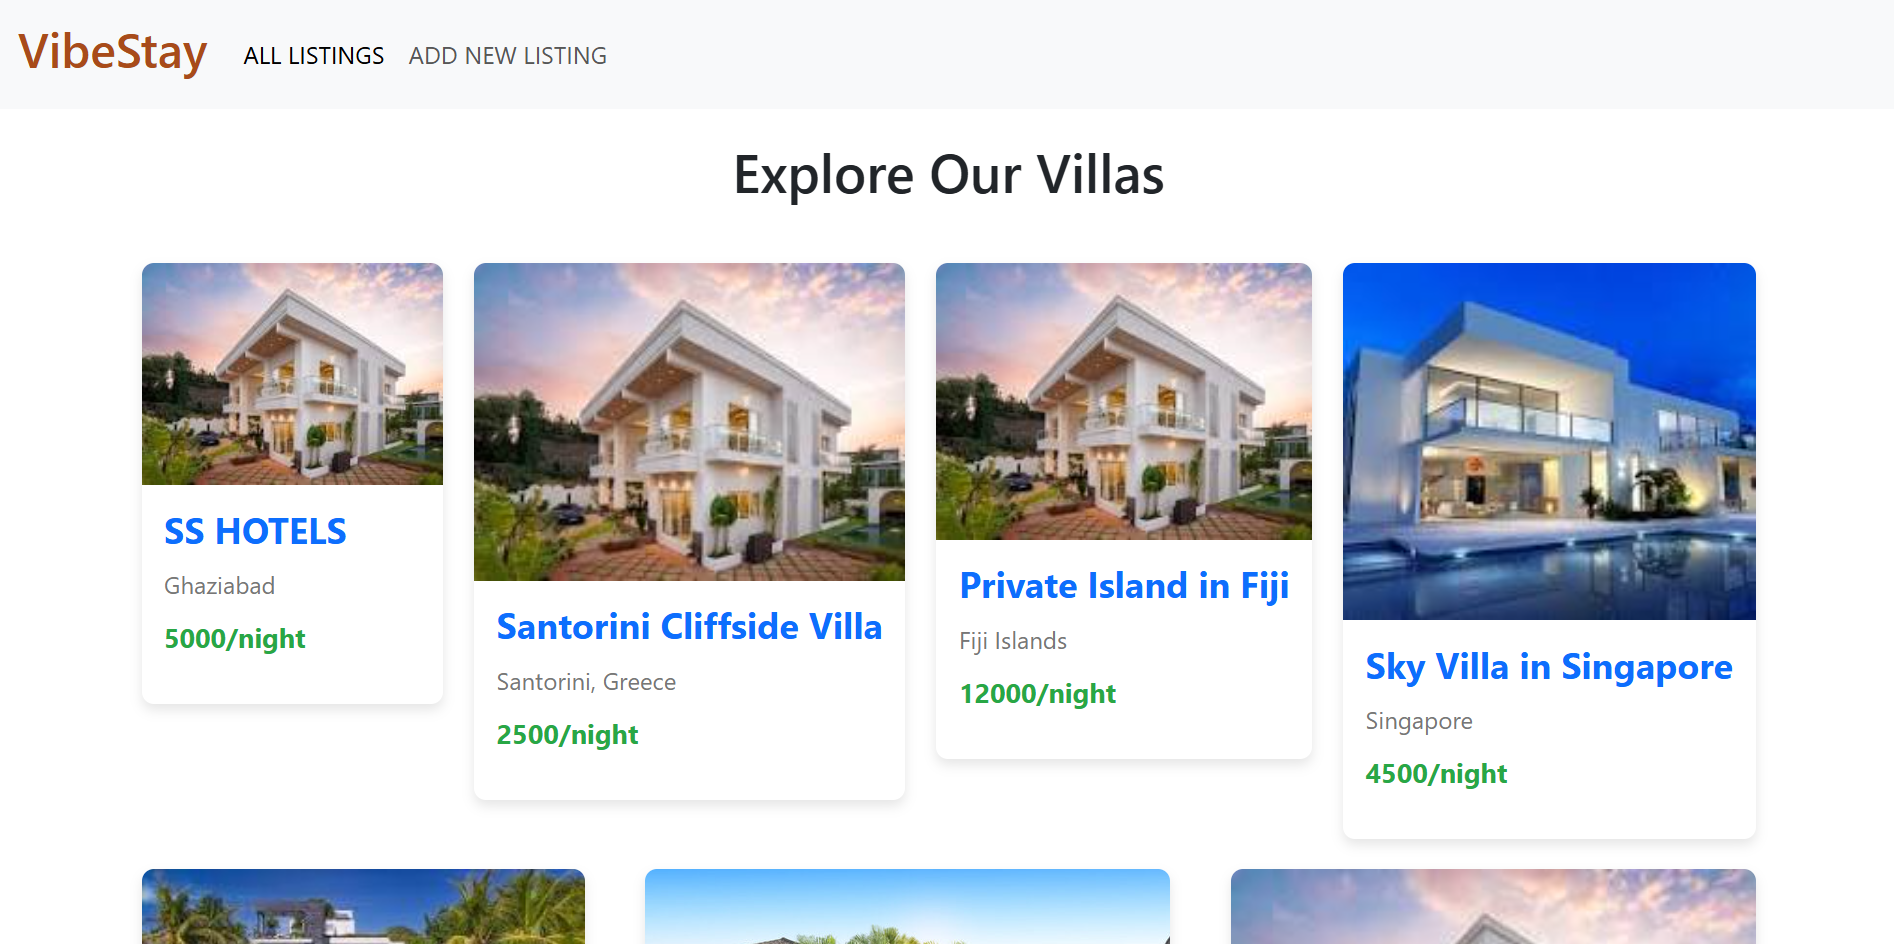 VibeStay
ALL LISTINGS
ADD NEW LISTING
Explore Our Villas
SS HOTELS
Ghaziabad
5000/night
Santorini Cliffside Villa
Santorini, Greece
2500/night
Private Island in Fiji
Fiji Islands
12000/night
Sky Villa in Singapore
Singapore
4500/night